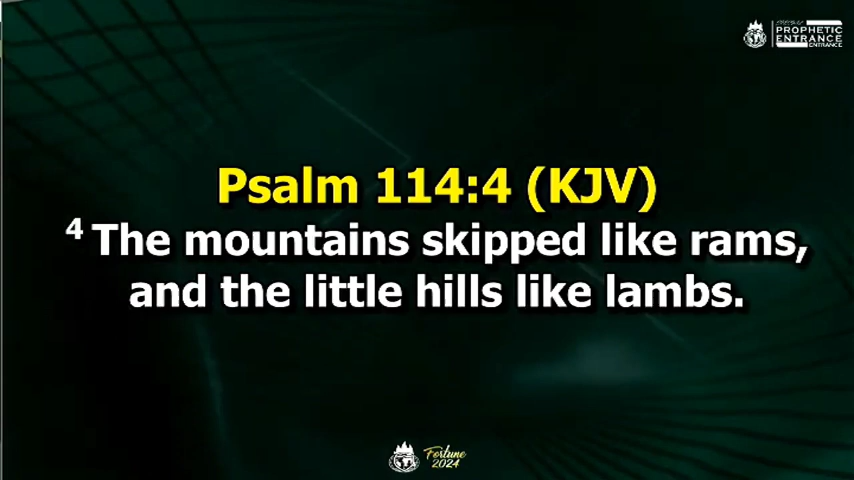 PROPHETIC
ENTRANCE
ENTRANCE
Psalm 114:4 (KJV)
4 The mountains skipped like rams,
and the little hills like lambs.
Fortune
2024